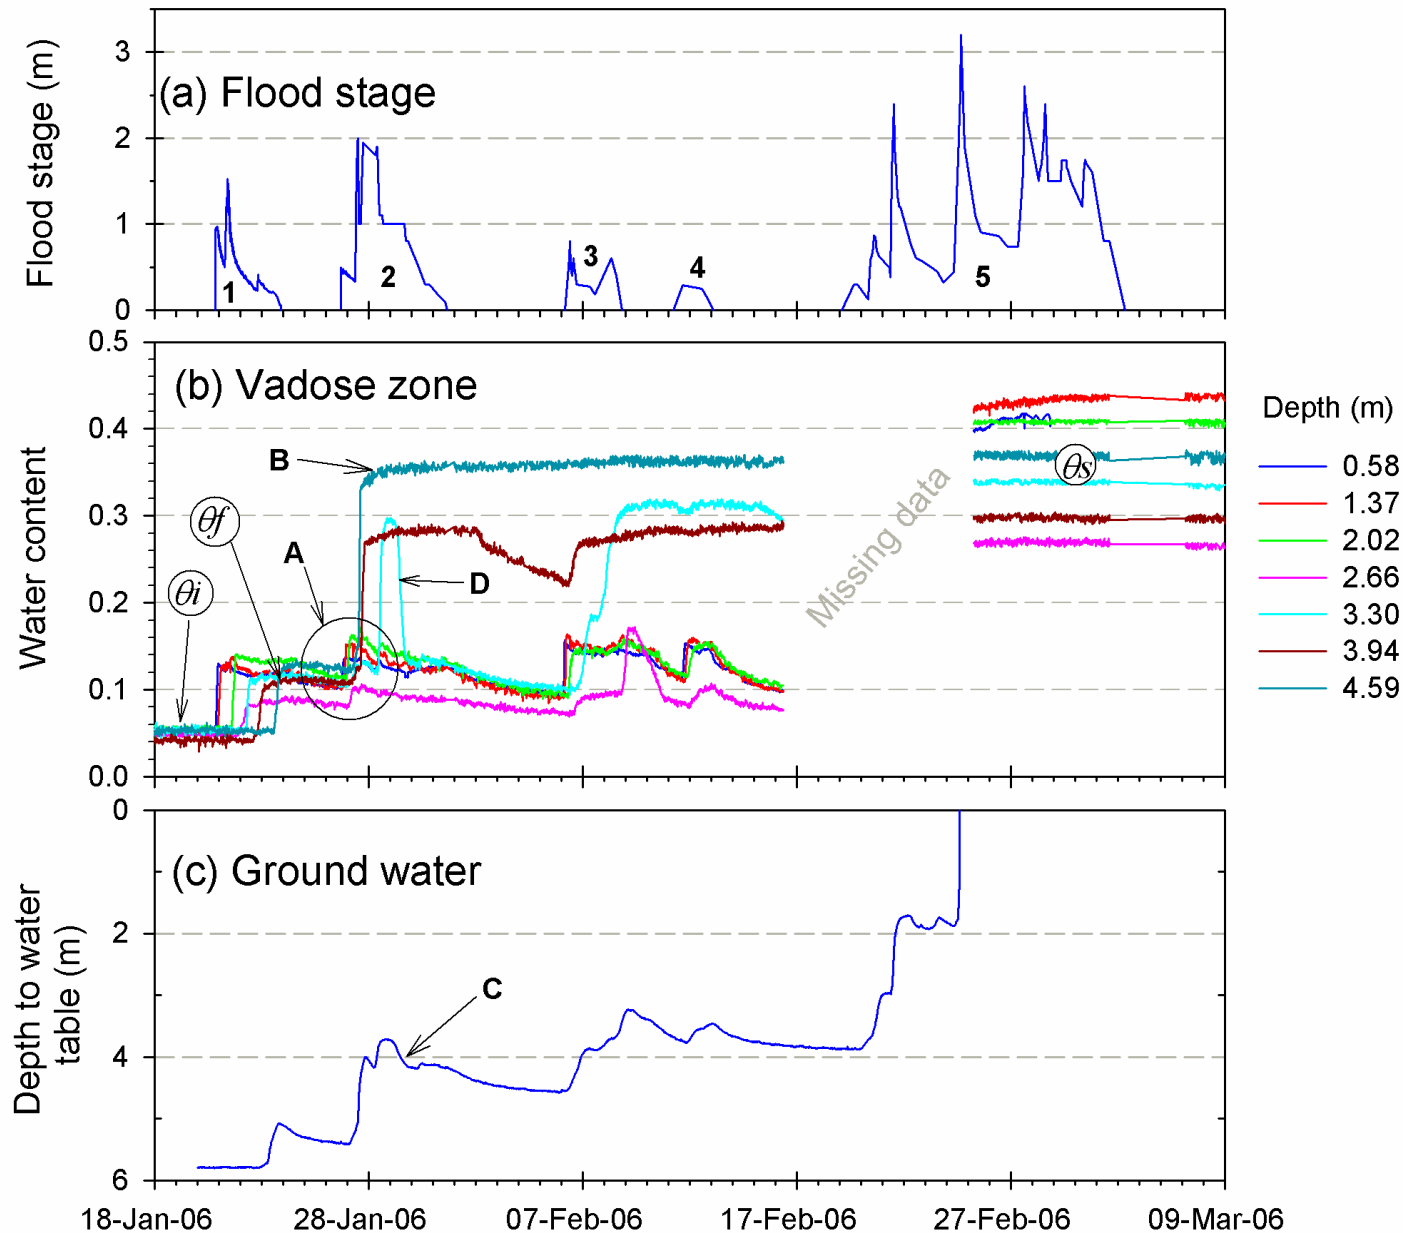 (a) Flood stage
Flood stage (m)
3
2
1
0
1
2
3
4
5
(b) Vadose zone
Water content
0.5
0.4
0.3
0.2
0.1
0.0
θi
θf
A
B
D
Missing data
θs
Depth (m)
0.58
1.37
2.02
2.66
3.30
3.94
4.59
(c) Ground water
Depth to water
table (m)
0
2
4
6
C
18-Jan-06
28-Jan-06
07-Feb-06
17-Feb-06
27-Feb-06
09-Mar-06